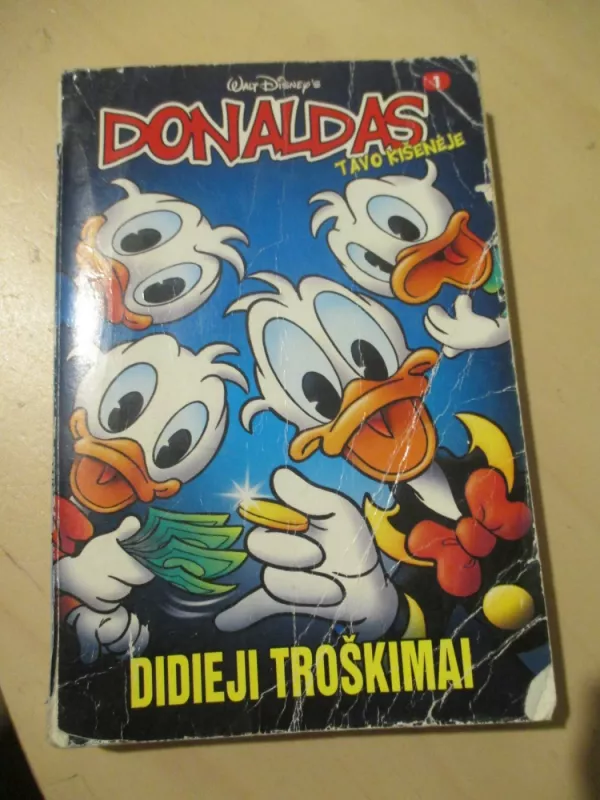 WALT DISNEY'S
1
DONALDAS
TAVO KIŠENĖJE
DIDIEJI TROŠKIMAI